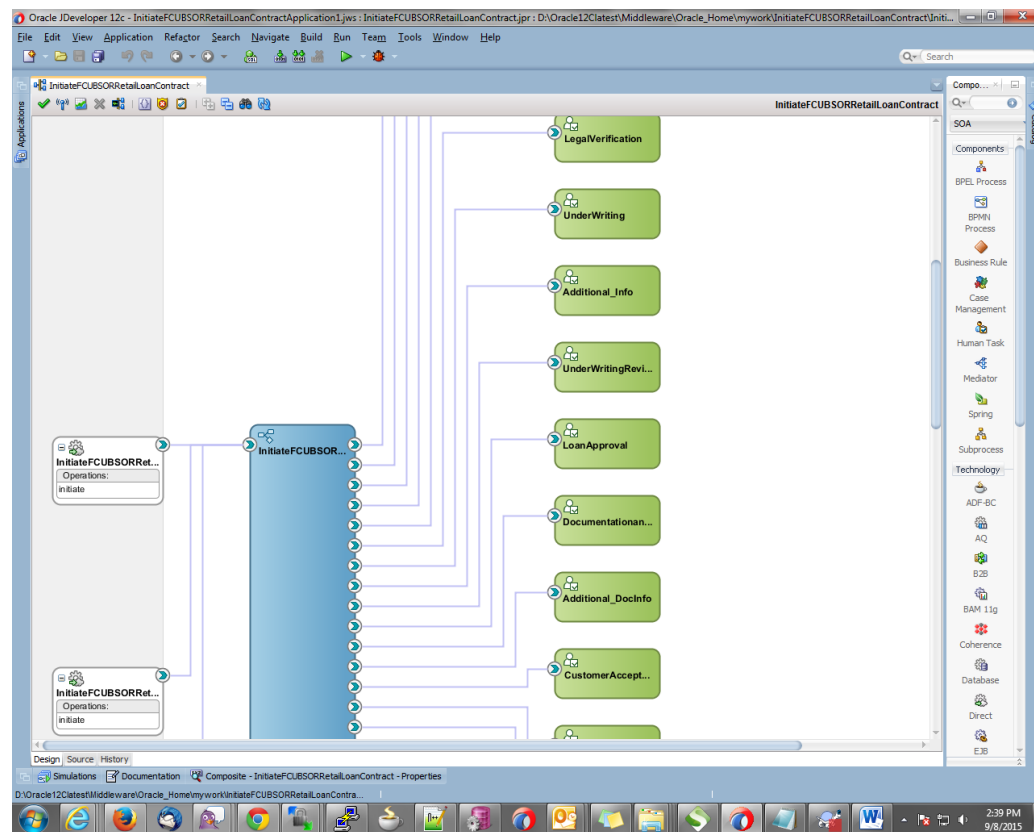 Oracle JDeveloper 12c - InitiateFCUBSORRetailLoanContractApplication1.jws : InitiateFCUBSORRetailLoanContract.jpr : D:\Oracle12Clatest\Middleware\Oracle_Home\mywork\InitiateFCUBSORRetailLoanContract\Initi...
File Edit View Application Refactor Search Navigate Build Run Team Tools Window Help
Search
InitiateFCUBSORRetailLoanContract
Compo...
InitiateFCUBSORRetailLoanContract
Applications
SOA
Components
BPEL Process
BPMN
Process
Business Rule
Case
Management
Human Task
Mediator
Spring
Subprocess
Technology
ADF-BC
AQ
B2B
BAM 11g
Coherence
Database
Direct
EJB
LegalVerification
UnderWriting
Additional_Info
UnderWritingRevi...
LoanApproval
Documentationan...
Additional_DocInfo
CustomerAccept...
InitiateFCUBSOR...
InitiateFCUBSORRet...
Operations:
initiate
InitiateFCUBSORRet...
Operations:
initiate
Design Source History
Simulations Documentation Composite - InitiateFCUBSORRetailLoanContract - Properties
D:\Oracle12Clatest\Middleware\Oracle_Home\mywork\InitiateFCUBSORRetailLoanContra...
2:39 PM
9/8/2015